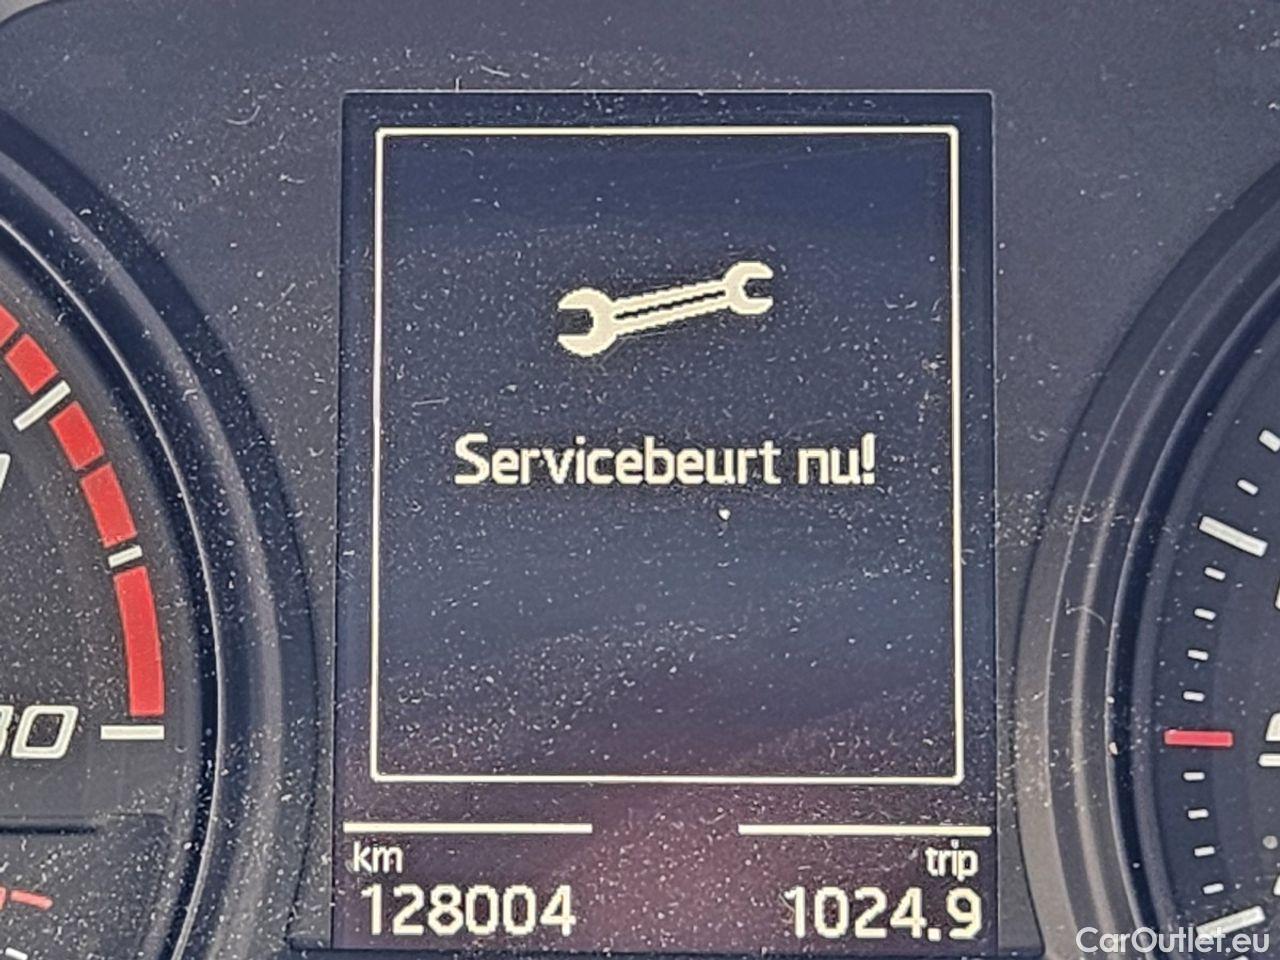 Servicebeurt nu!
km
trip
128004
1024.9
CarOutlet.eu